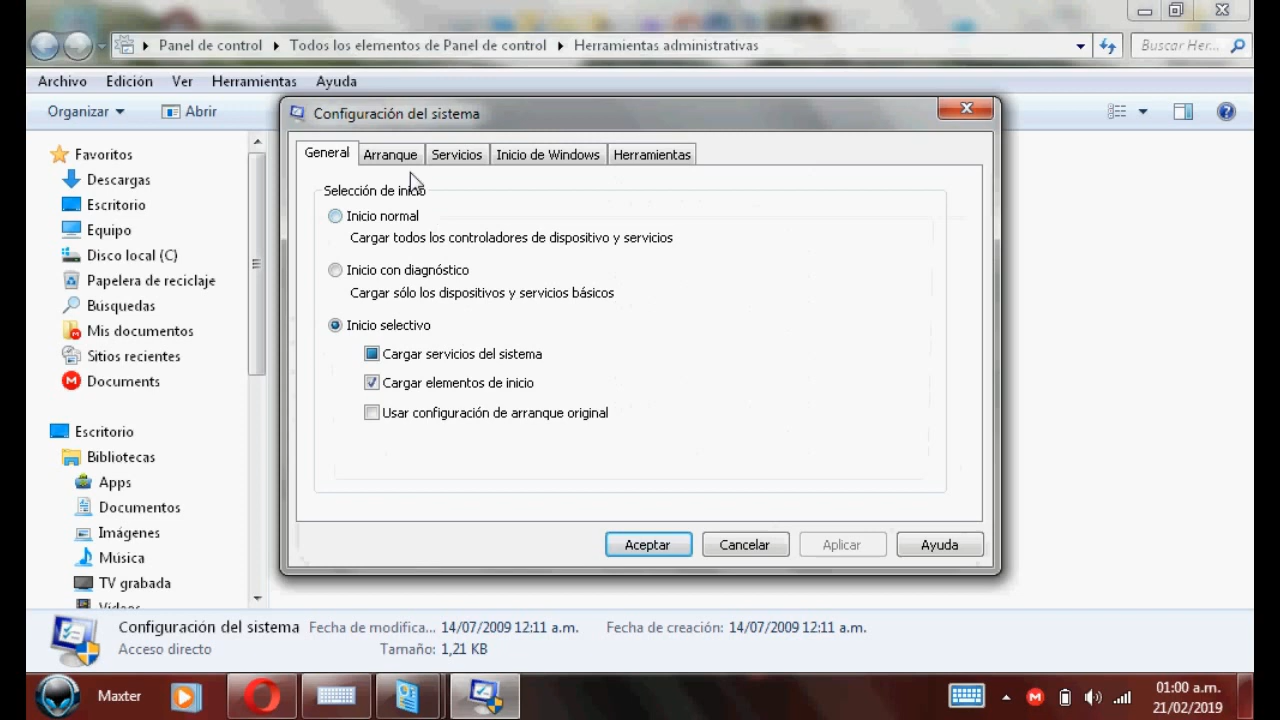 Panel de control
Todos los elementos de Panel de control
Herramientas administrativas
Buscar Her...
Archivo
Edición
Ver
Herramientas
Ayuda
Organizar
Abrir
Configuración del sistema
General
Arranque
Servicios
Inicio de Windows
Herramientas
Selección de inicio
Inicio normal
Cargar todos los controladores de dispositivo y servicios
Inicio con diagnóstico
Cargar sólo los dispositivos y servicios básicos
Inicio selectivo
Cargar servicios del sistema
Cargar elementos de inicio
Usar configuración de arranque original
Aceptar
Cancelar
Aplicar
Ayuda
Favoritos
Descargas
Escritorio
Equipo
Disco local (C)
Papelera de reciclaje
Búsquedas
Mis documentos
Sitios recientes
Documents
Escritorio
Bibliotecas
Apps
Documentos
Imágenes
Música
TV grabada
Vídeos
Configuración del sistema
Fecha de modifica... 14/07/2009 12:11 a.m.
Fecha de creación: 14/07/2009 12:11 a.m.
Acceso directo
Tamaño: 1,21 KB
Maxter
01:00 a.m.
21/02/2019